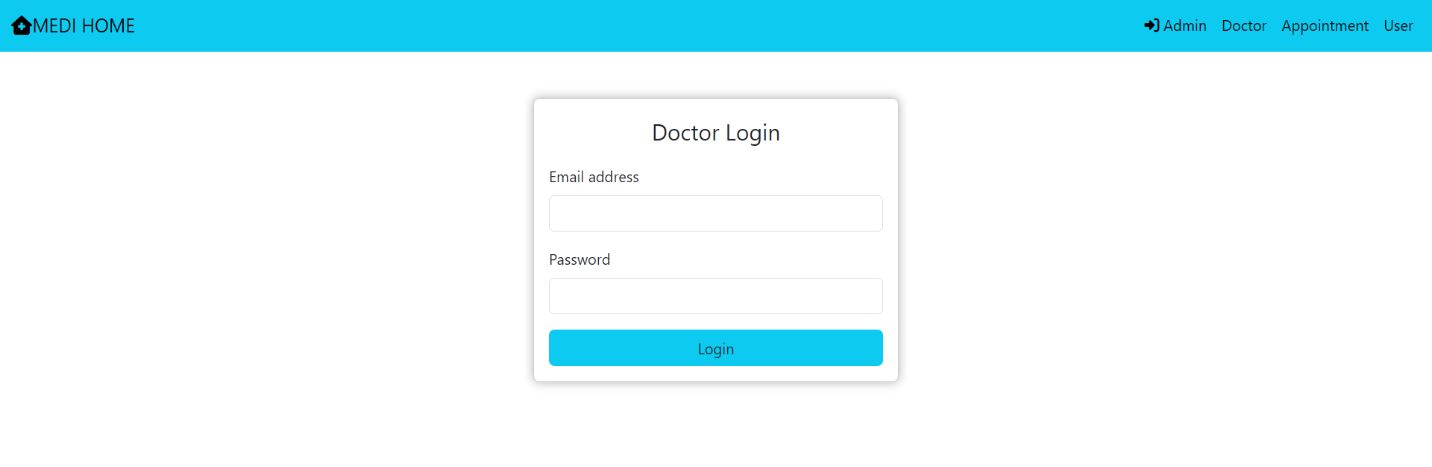 MEDI HOME Admin Doctor Appointment User
Doctor Login
Email address
Password
Login